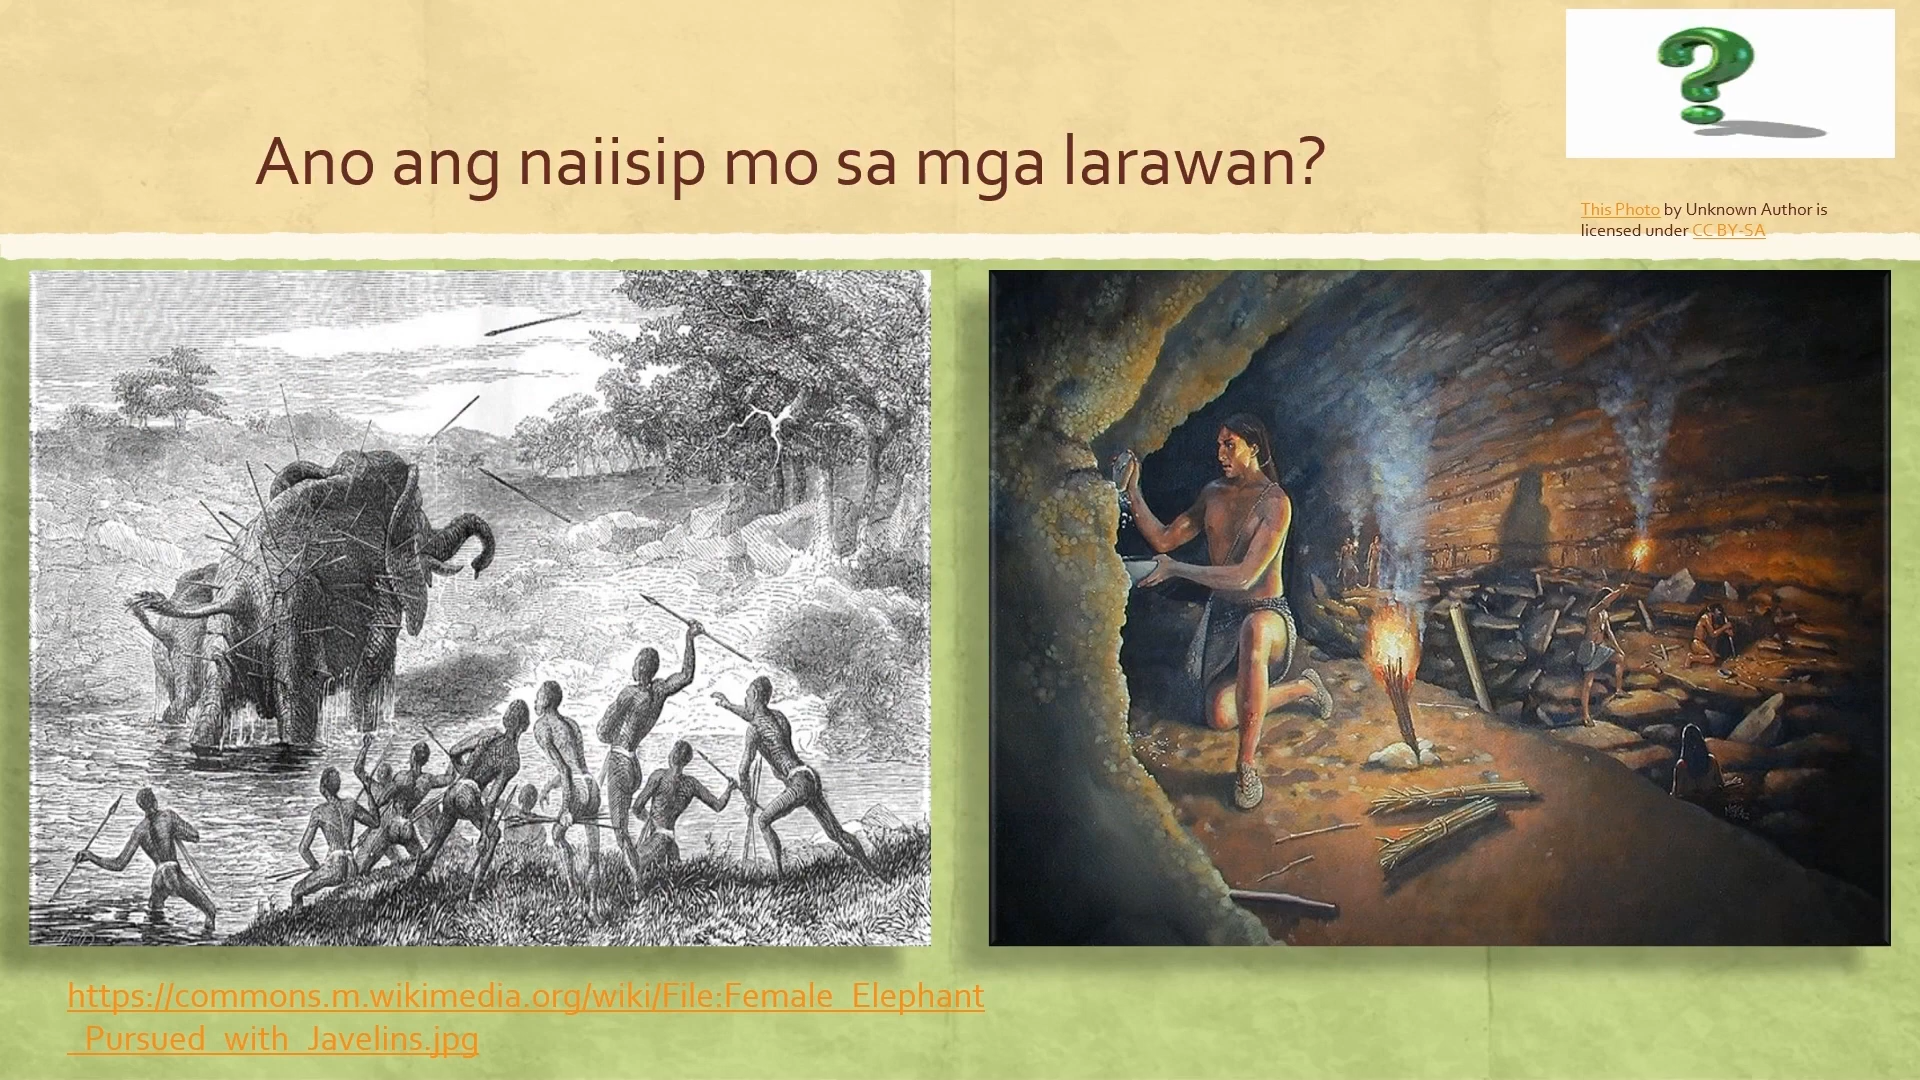 Ano ang naiisip mo sa mga larawan?
This Photo by Unknown Author is
licensed under CC BY-SA
https://commons.m.wikimedia.org/wiki/File:Female_Elephant
_Pursued_with_Javelins.jpg